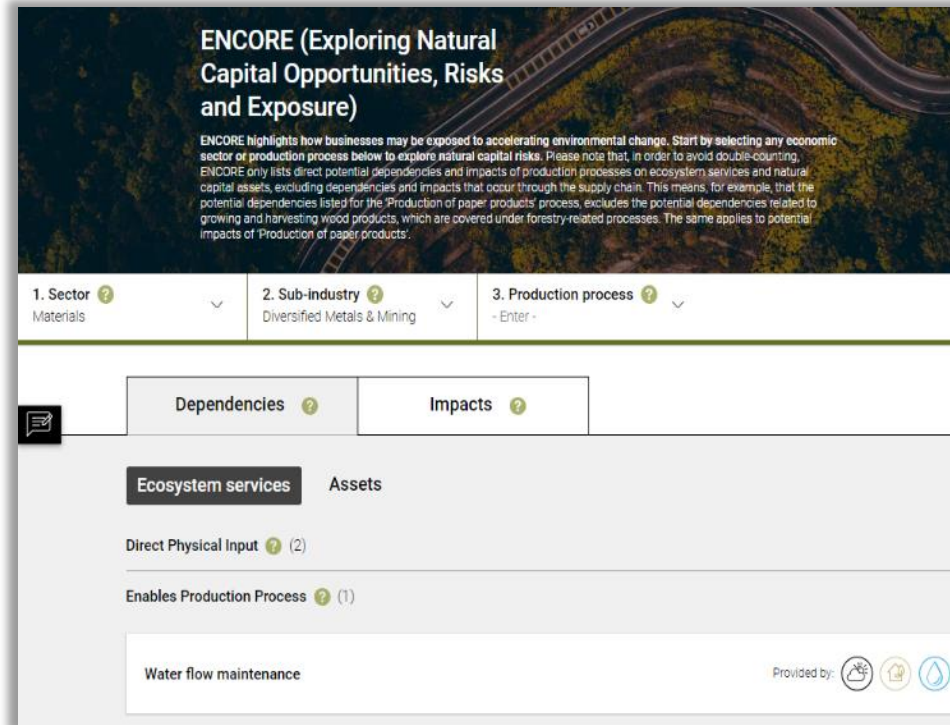 ENCORE (Exploring Natural
Capital Opportunities, Risks
and Exposure)
ENCORE highlights how businesses may be exposed to accelerating environmental change. Start by selecting any economic
sector or production process below to explore natural capital risks. Please note that, in order to avoid double-counting,
ENCORE only lists direct potential dependencies and impacts of production processes on ecosystem services and natural
capital assets, excluding dependencies and impacts that occur through the supply chain. This means, for example, that the
potential dependencies listed for the 'Production of paper products' process, excludes the potential dependencies related to
growing and harvesting wood products, which are covered under forestry-related processes. The same applies to potential
impacts of 'Production of paper products'.
1. Sector ?
Materials
2. Sub-industry ?
Diversified Metals & Mining
3. Production process ?
- Enter -
Dependencies ?
Impacts ?
Ecosystem services
Assets
Direct Physical Input ? (2)
Enables Production Process ? (1)
Water flow maintenance
Provided by: